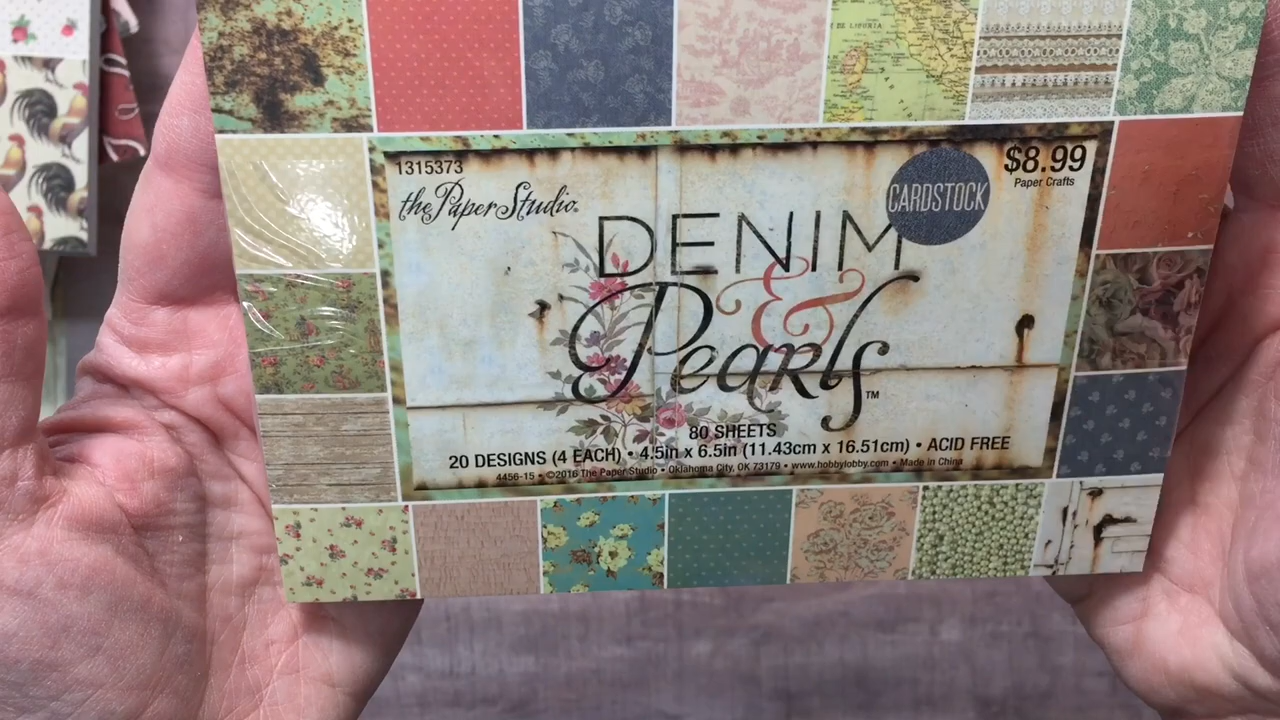 DE LIGURIA
1315373
the Paper Studio®
CARDSTOCK
$8.99
Paper Crafts
DENIM
&
Pearls™
80 SHEETS
20 DESIGNS (4 EACH) • 4.5in x 6.5in (11.43cm x 16.51cm) • ACID FREE
4456-15 • ©2016 The Paper Studio • Oklahoma City, OK 73179 • www.hobbylobby.com • Made in China